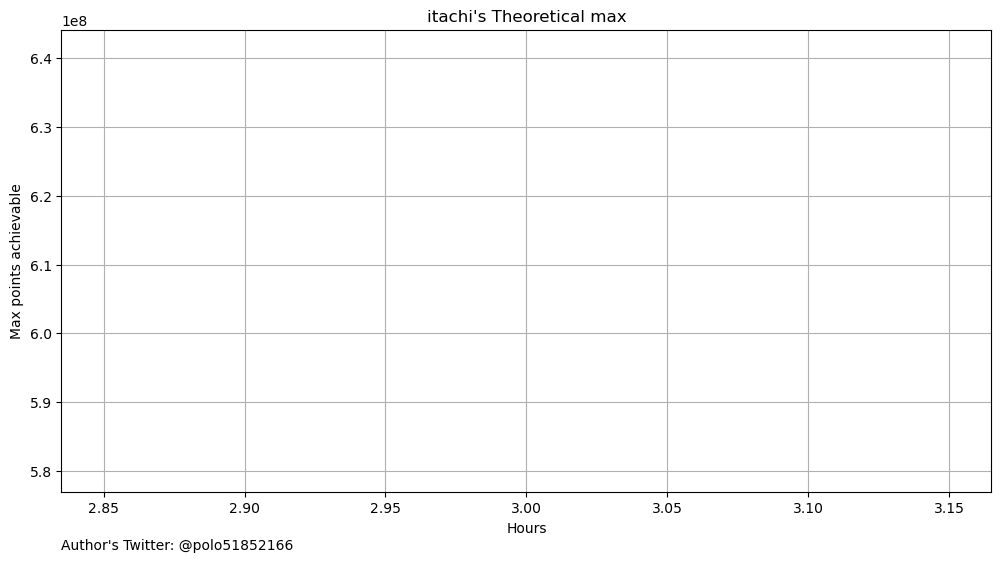 itachi's Theoretical max
1e8
6.4
6.3
6.2
6.1
6.0
5.9
5.8
Max points achievable
2.85 2.90 2.95 3.00 3.05 3.10 3.15
Hours
Author's Twitter: @polo51852166